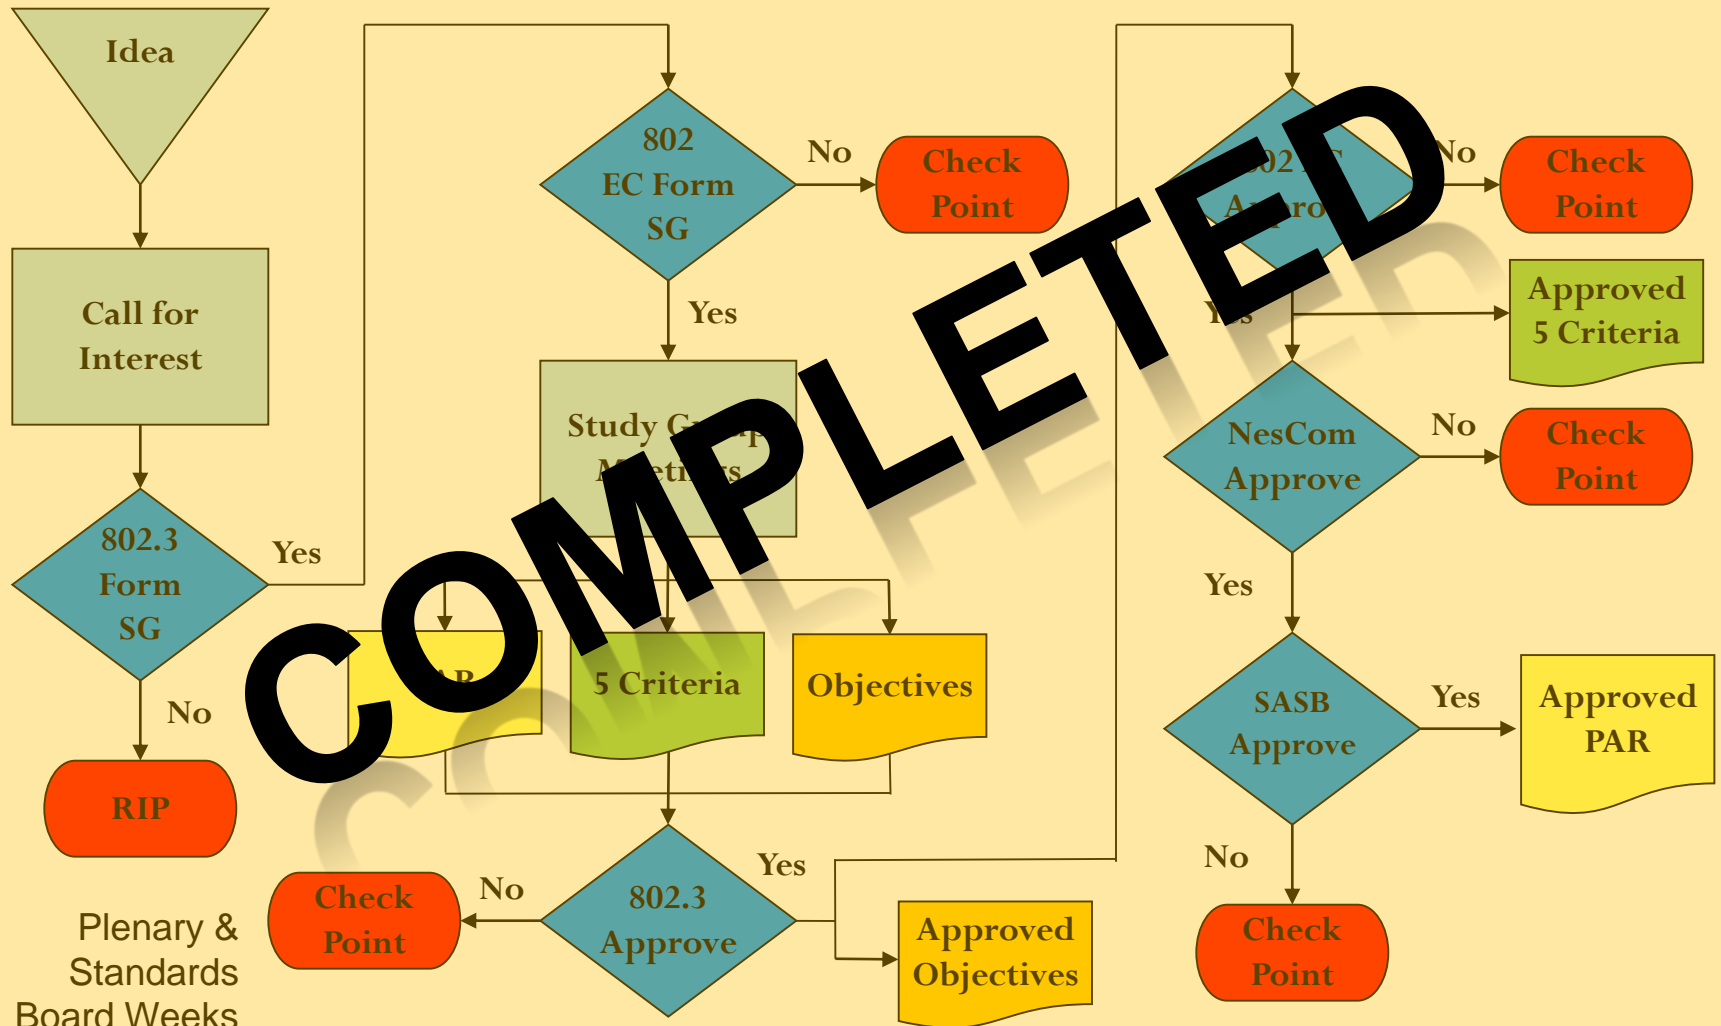 Idea
Call for
Interest
802.3
Form
SG
Yes
No
RIP
Plenary &
Standards
Board Weeks
802
EC Form
SG
No
Check
Point
Yes
Study
5 Criteria
Objectives
802.3
Approve
No
Check
Point
Yes
Approved
Objectives
No
Check
Point
Yes
Approved
5 Criteria
NesCom
Approve
No
Check
Point
Yes
SASB
Approve
Yes
Approved
PAR
No
Check
Point
COMPLETED